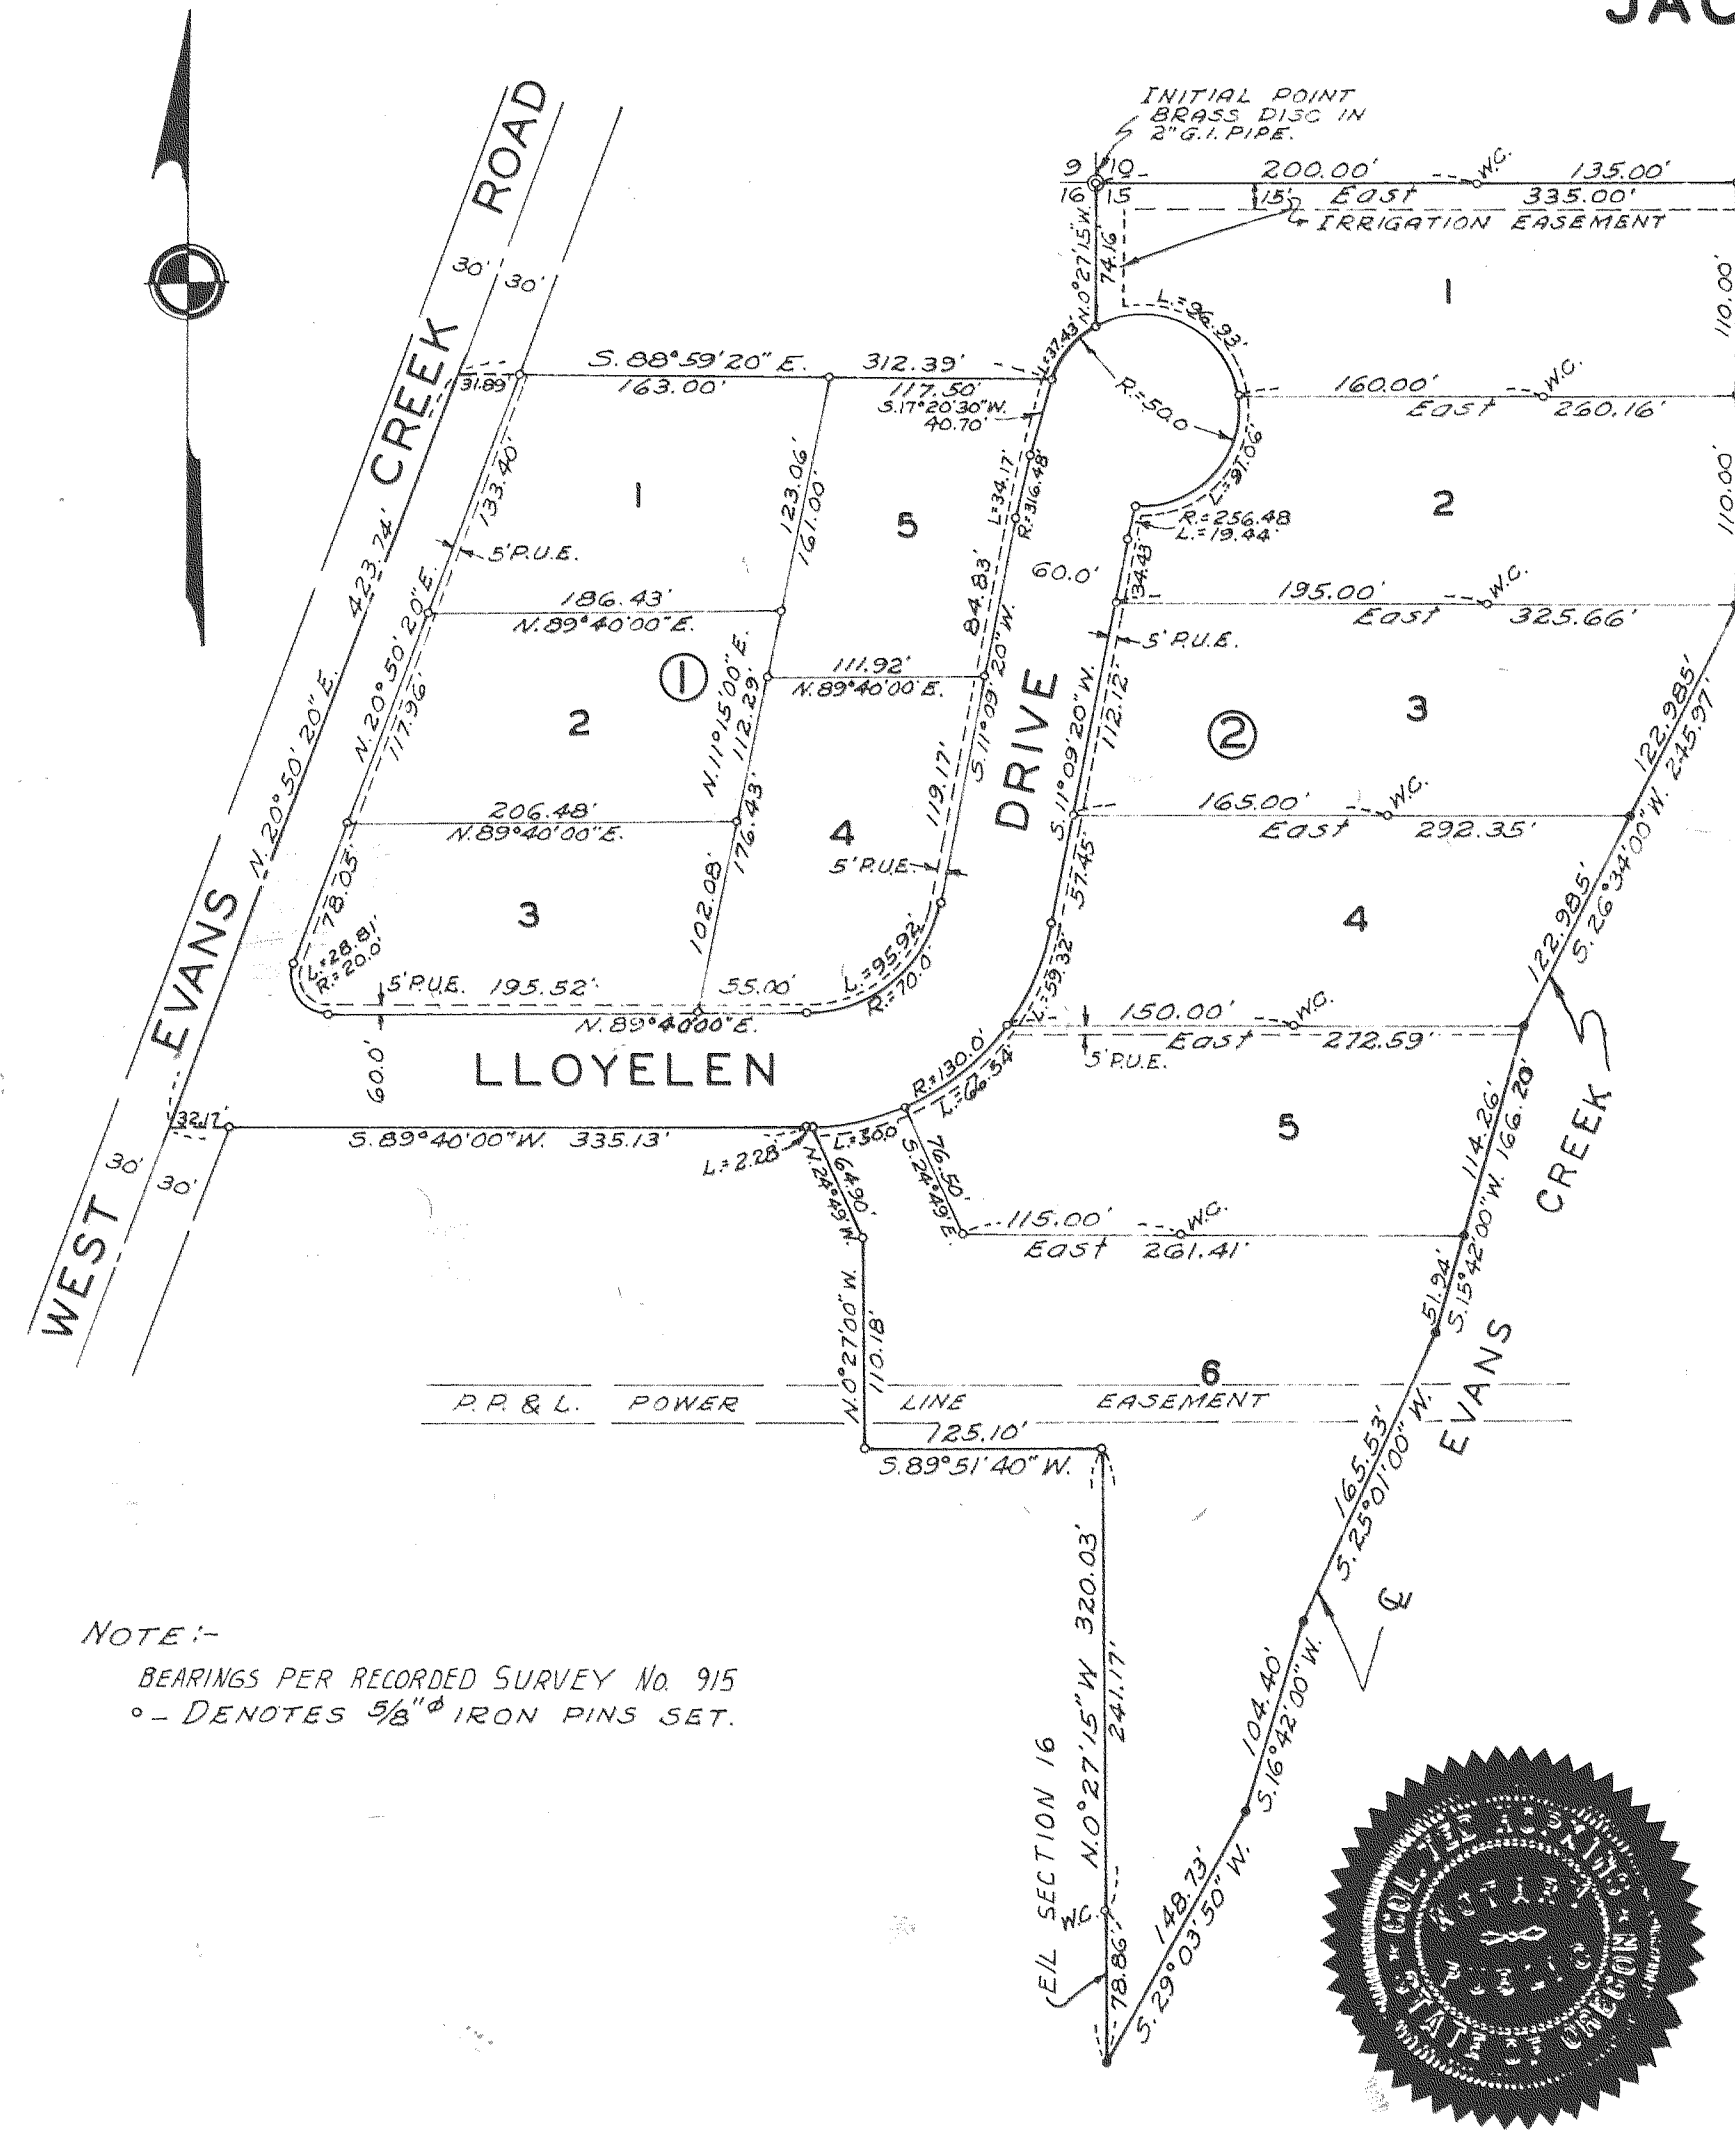 JAC
INITIAL POINT
BRASS DISC IN
2" G.I. PIPE.
9 10
16 15
200.00' W.C. 135.00'
15' East 335.00'
IRRIGATION EASEMENT
N.0°27'15"W.
74.16'
110.00'
1
WEST EVANS CREEK ROAD
30' 30'
N. 20°50'20" E. 423.74'
31.89'
S. 88°59'20" E. 312.39'
163.00' 117.50'
S.17°20'30"W.
40.70'
L=37.43'
L=96.93'
R=50.0
L=91.06'
160.00' W.C.
East 260.16'
110.00'
2
133.40'
5' P.U.E.
1
123.06'
161.00'
5
L=34.17'
R=316.48'
84.83'
60.0'
R=256.48
L=19.44'
34.43'
195.00' W.C.
East 325.66'
5' P.U.E.
186.43'
N.89°40'00"E.
N.20°50'20"E.
117.96'
1
2
N.11°15'00"E.
112.29'
176.43'
111.92'
N.89°40'00"E.
S.11°09'20"W.
119.17'
DRIVE
S.11°09'20"W.
112.12'
2
3
122.985'
245.97'
S.26°34'00"W.
122.985'
165.00' W.C.
East 292.35'
206.48'
N.89°40'00"E.
4
5' P.U.E.
57.45'
4
78.05'
3
102.08'
L=28.81'
R=20.0'
5' P.U.E. 195.52' 55.00'
L=95.92'
R=70.0'
L=59.32'
N.89°40'00"E.
150.00' W.C.
East 272.59'
5' P.U.E.
60.0'
LLOYELEN
R=130.0'
L=66.54'
L=30.0'
L=2.28'
32.17'
S.89°40'00"W. 335.13'
30'
30'
64.90'
N.24°49'W.
76.50'
S.24°49'E.
5
114.26'
S.15°42'00"W. 166.20'
51.94'
115.00' W.C.
East 261.41'
EVANS CREEK
N.0°27'00"W.
110.18'
6
P.P. & L. POWER LINE EASEMENT
725.10'
S.89°51'40"W.
165.53'
S.25°01'00"W.
℄
N.0°27'15"W 320.03'
241.17'
104.40'
S.16°42'00"W.
E/L SECTION 16
W.C.
78.86'
148.73'
S.29°03'50"W.
NOTE:-
BEARINGS PER RECORDED SURVEY No. 915
o – DENOTES 5/8"ϕ IRON PINS SET.
STATE OF OREGON